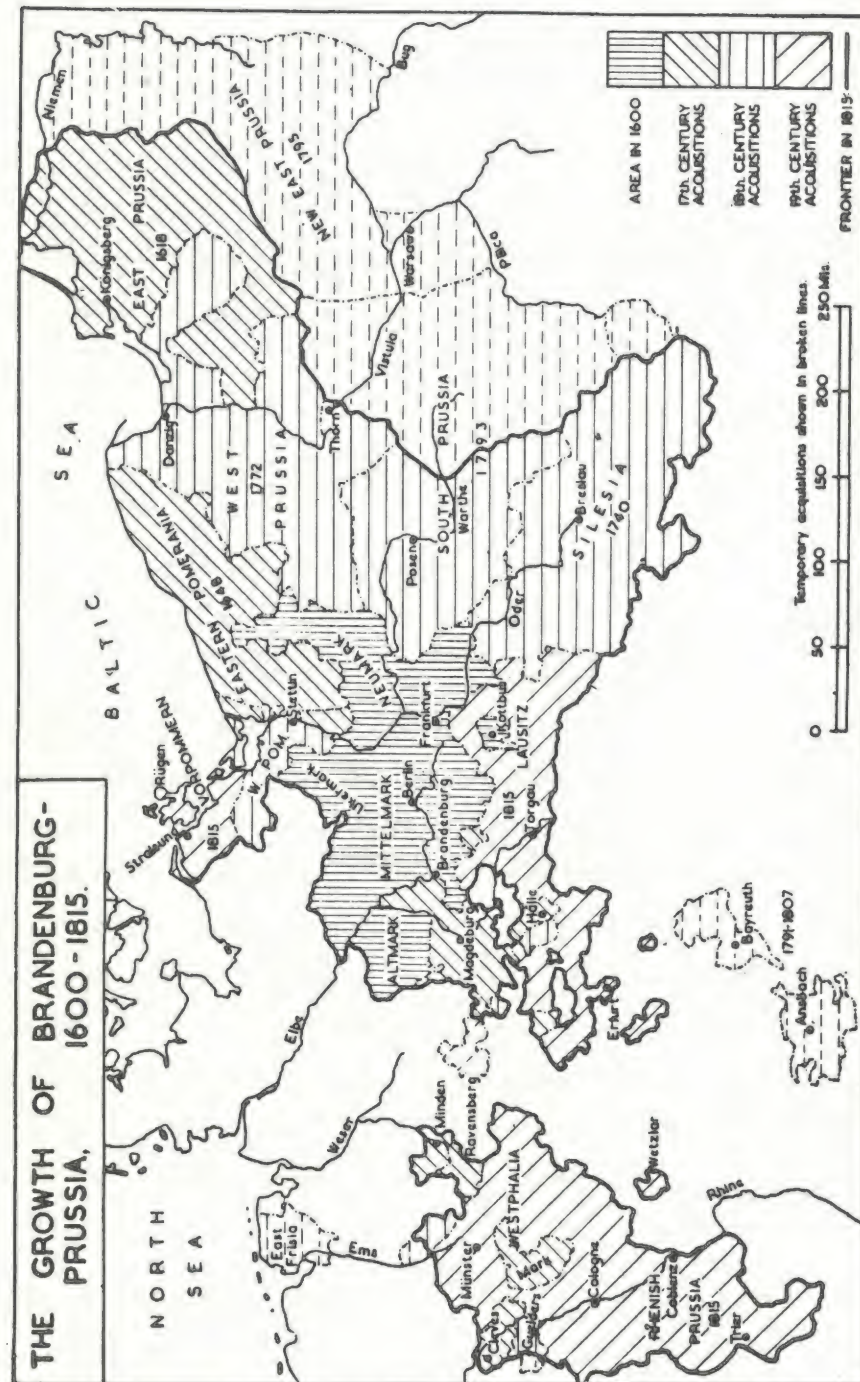 THE GROWTH OF BRANDENBURG-
PRUSSIA, 1600-1815.
NORTH
SEA
BALTIC
SEA
Niemen
Königsberg
EAST 1618
PRUSSIA
NEW EAST PRUSSIA
1795
Bug
Danzig
WEST
1772
PRUSSIA
Thorn
Vistula
Warsaw
Pilica
EASTERN POMERANIA
1648
Rügen
VORPOMMERN
Stralsund
1815
W. POM
Stettin
Ukermark
NEUMARK
Posen
SOUTH
PRUSSIA
1793
Warthe
MITTELMARK
Berlin
Brandenburg
Frankfurt
Kottbus
LAUSITZ
1815
Torgau
Oder
Breslau
SILESIA
1740
ALTMARK
Magdeburg
Halle
Erfurt
Elbe
Weser
Minden
Ravensberg
East
Frisia
Ems
Münster
WESTPHALIA
Mark
Cleves
Guelders
Cologne
RHENISH
Coblenz
PRUSSIA
1815
Trier
Wetzlar
Rhine
Bayreuth
1791-1807
Ansbach
AREA IN 1600
17th. CENTURY
ACQUISITIONS
18th. CENTURY
ACQUISITIONS
19th. CENTURY
ACQUISITIONS
FRONTIER IN 1815
Temporary acquisitions shown in broken lines.
0 50 100 150 200 250 Mls.